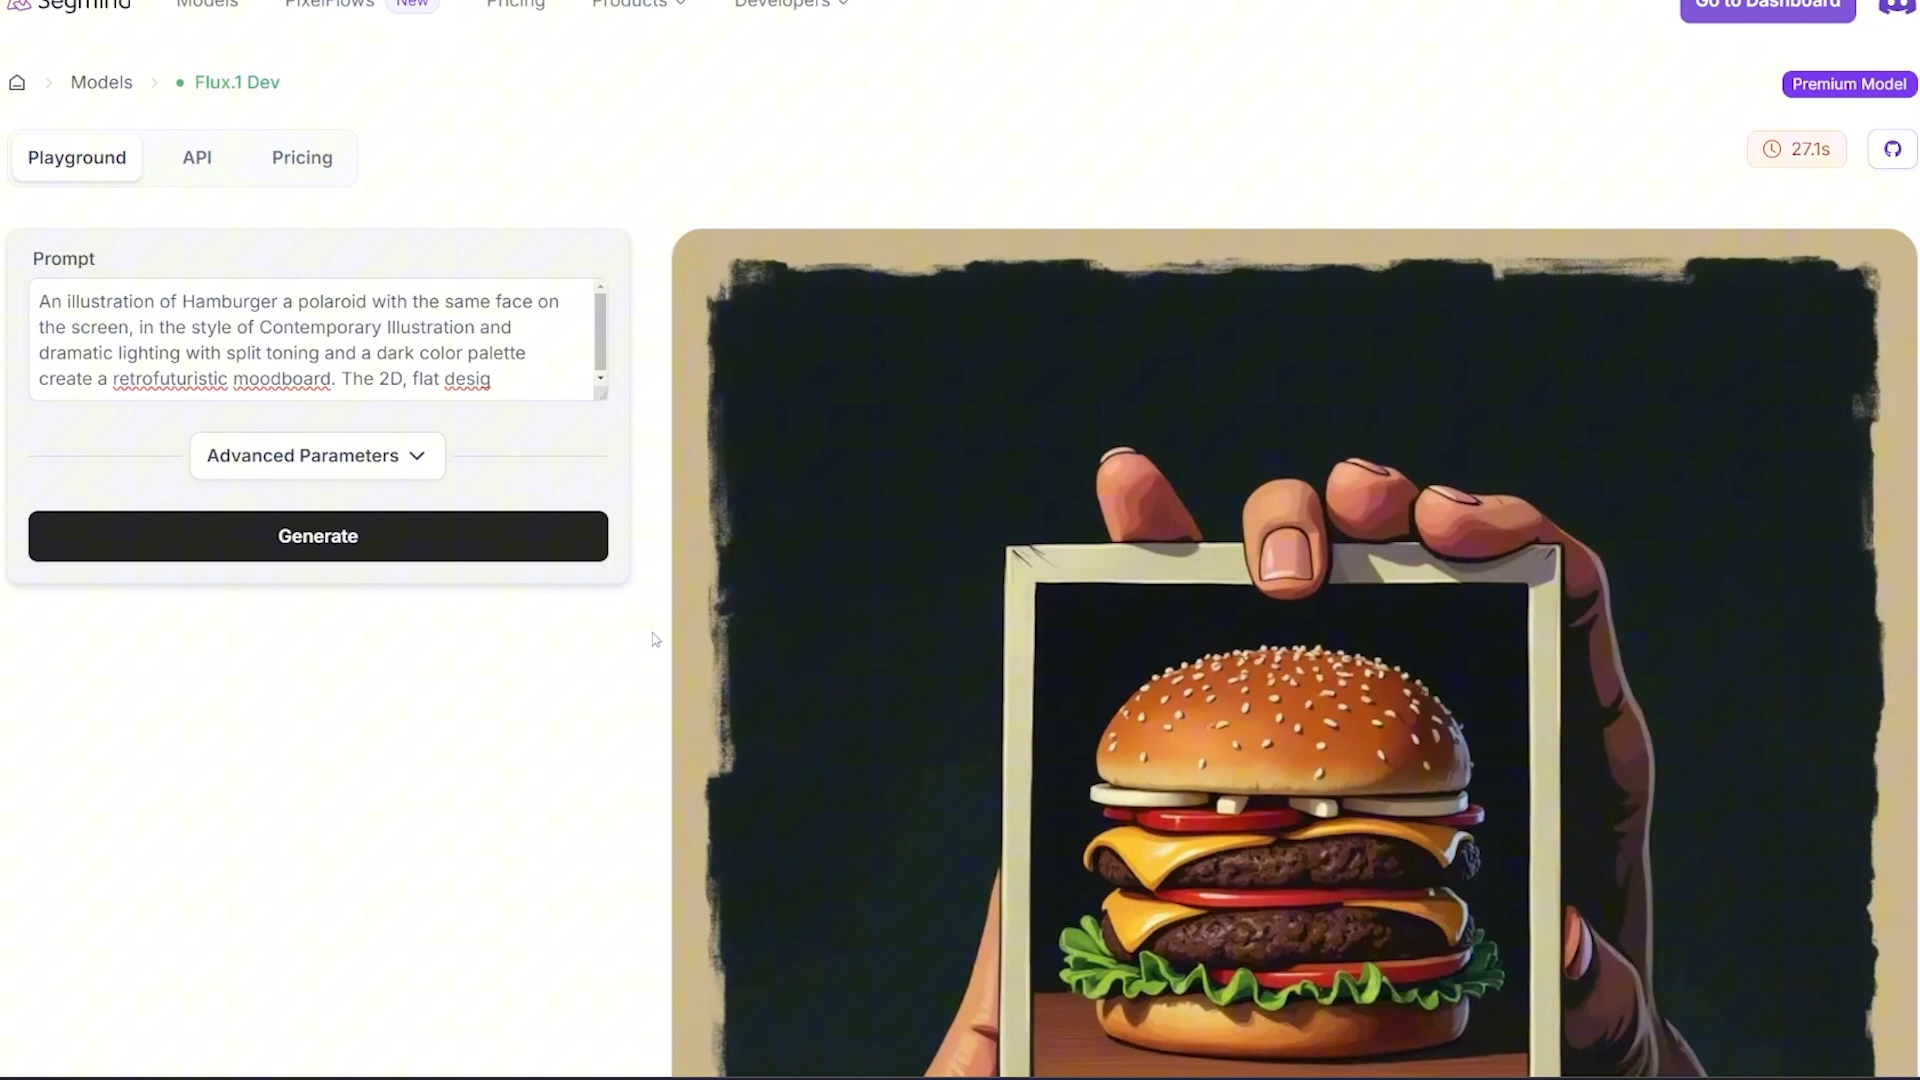 Segmind
Models
PixelFlows New
Pricing
Products
Developers
Go to Dashboard
Models
Flux.1 Dev
Premium Model
Playground
API
Pricing
27.1s
Prompt
An illustration of Hamburger a polaroid with the same face on
the screen, in the style of Contemporary Illustration and
dramatic lighting with split toning and a dark color palette
create a retrofuturistic moodboard. The 2D, flat desig
Advanced Parameters
Generate